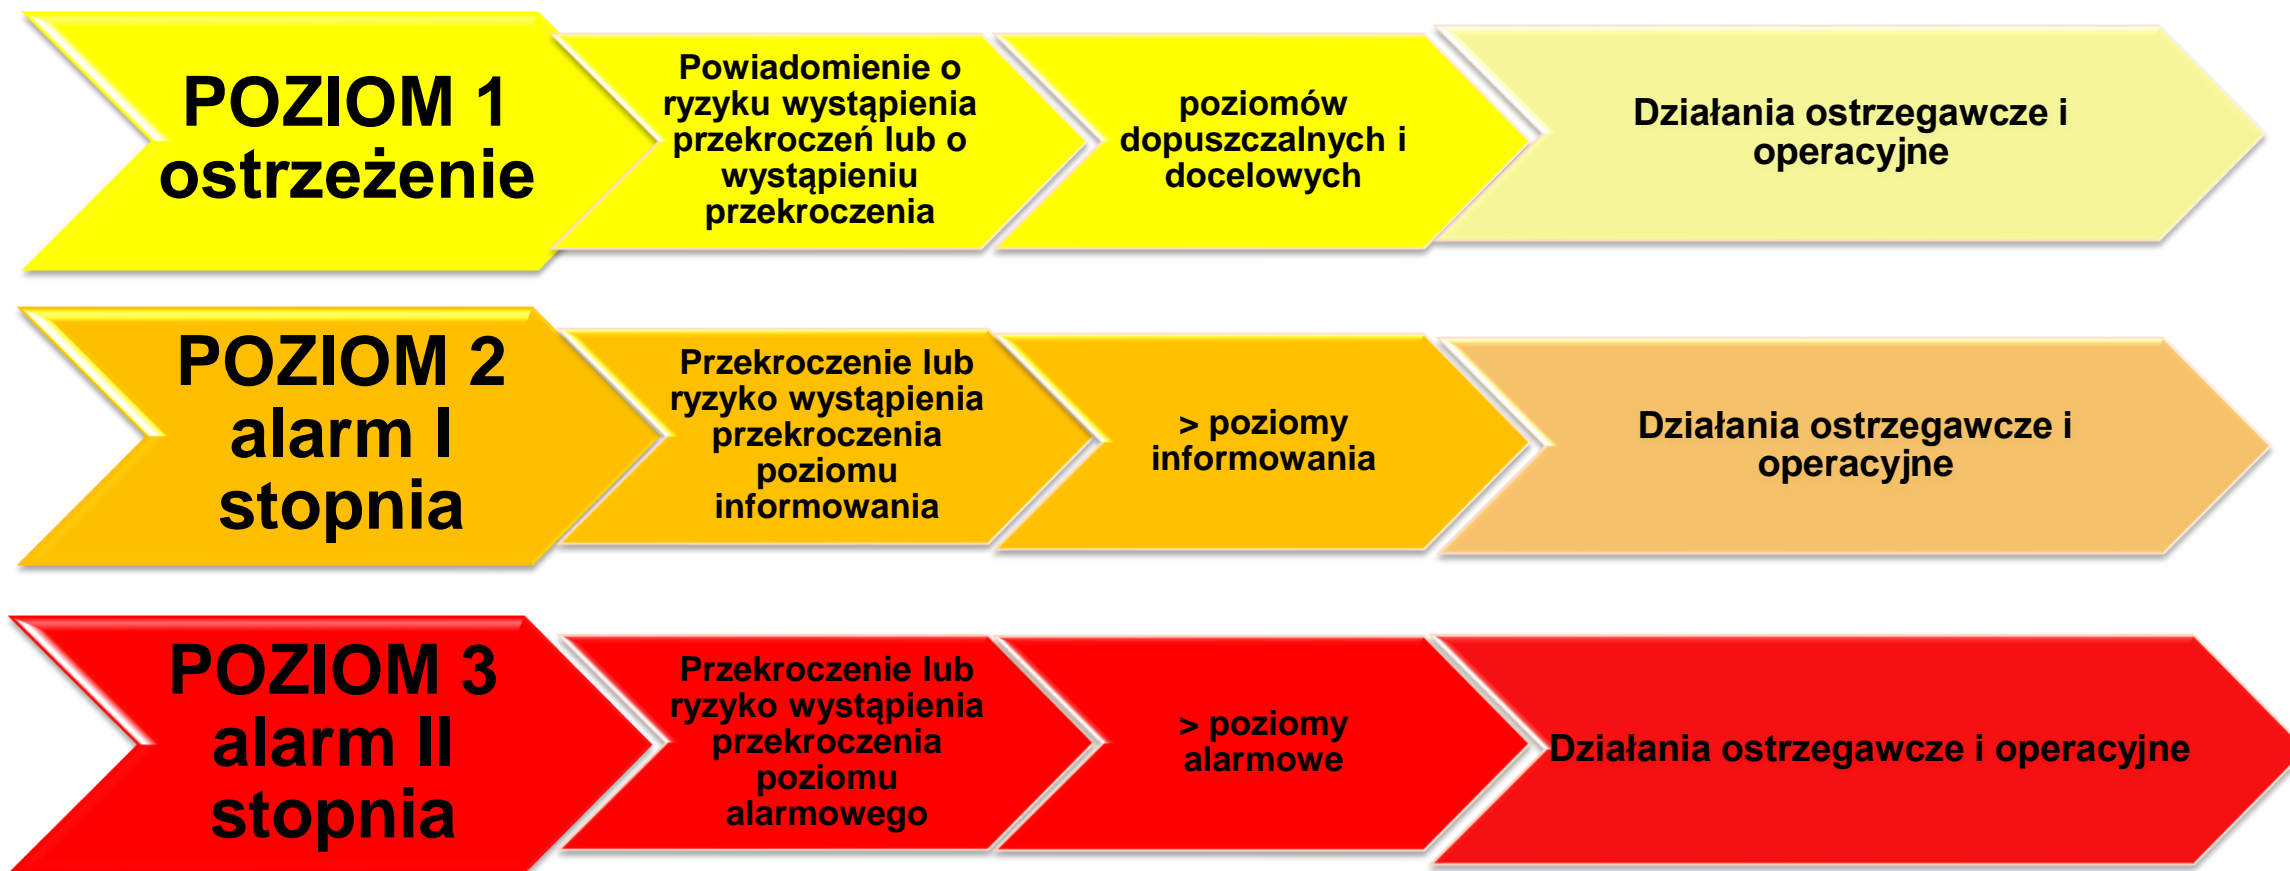 POZIOM 1
ostrzeżenie
Powiadomienie o
ryzyku wystąpienia
przekroczeń lub o
wystąpieniu
przekroczenia
poziomów
dopuszczalnych i
docelowych
Działania ostrzegawcze i
operacyjne
POZIOM 2
alarm I
stopnia
Przekroczenie lub
ryzyko wystąpienia
przekroczenia
poziomu
informowania
> poziomy
informowania
Działania ostrzegawcze i
operacyjne
POZIOM 3
alarm II
stopnia
Przekroczenie lub
ryzyko wystąpienia
przekroczenia
poziomu
alarmowego
> poziomy
alarmowe
Działania ostrzegawcze i operacyjne